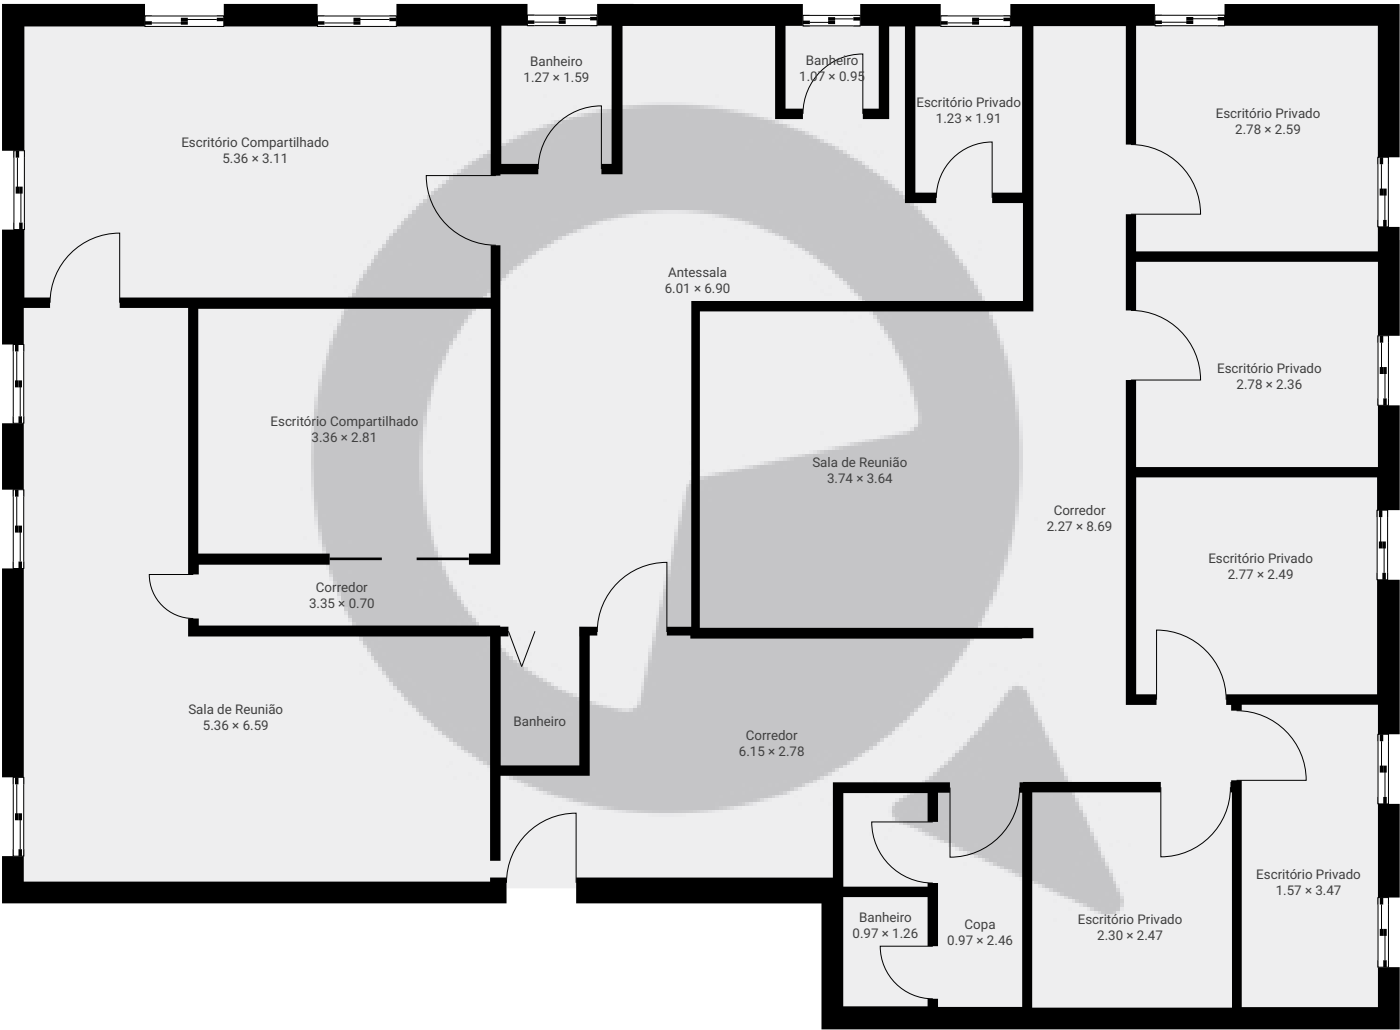 Banheiro
1.27 × 1.59
Banheiro
1.07 × 0.95
Escritório Privado
1.23 × 1.91
Escritório Privado
2.78 × 2.59
Escritório Compartilhado
5.36 × 3.11
Antessala
6.01 × 6.90
Escritório Privado
2.78 × 2.36
Escritório Compartilhado
3.36 × 2.81
Sala de Reunião
3.74 × 3.64
Corredor
2.27 × 8.69
Escritório Privado
2.77 × 2.49
Corredor
3.35 × 0.70
Sala de Reunião
5.36 × 6.59
Banheiro
Corredor
6.15 × 2.78
Escritório Privado
1.57 × 3.47
Banheiro
0.97 × 1.26
Copa
0.97 × 2.46
Escritório Privado
2.30 × 2.47